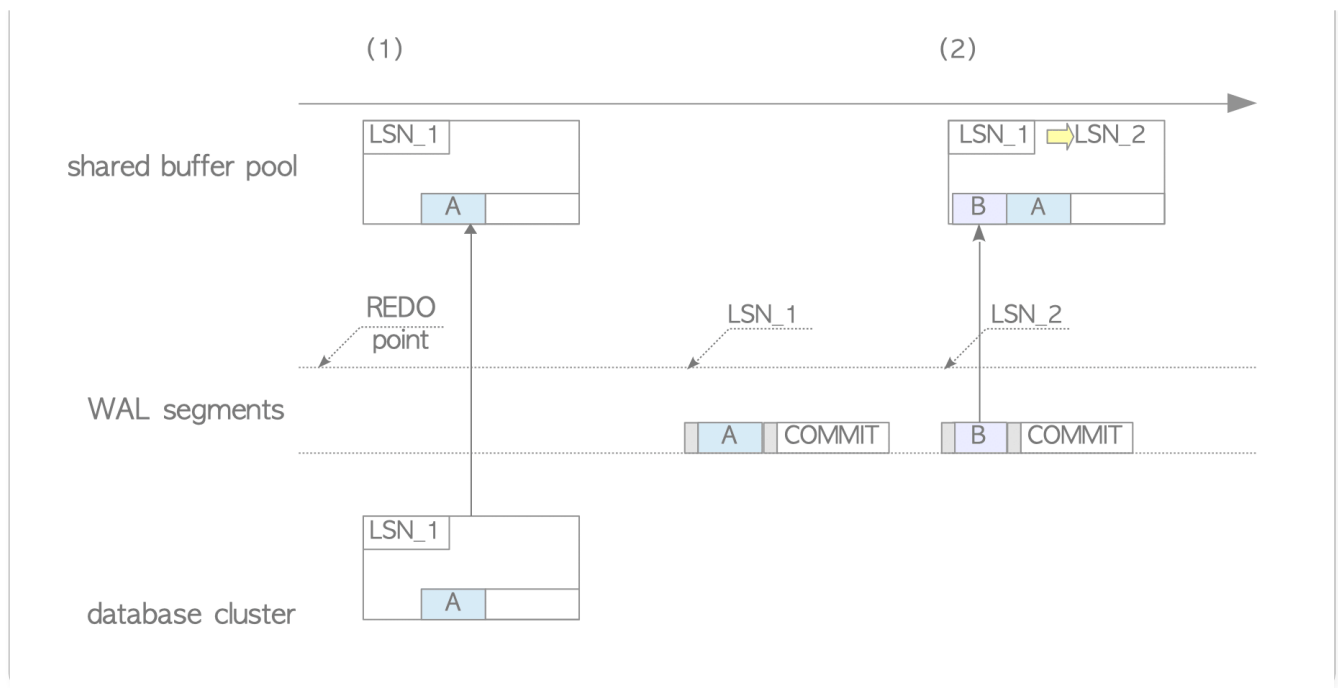 (1)
(2)
LSN_1
LSN_1 LSN_2
shared buffer pool
A
B A
REDO
point
LSN_1
LSN_2
WAL segments
A COMMIT
B COMMIT
LSN_1
A
database cluster